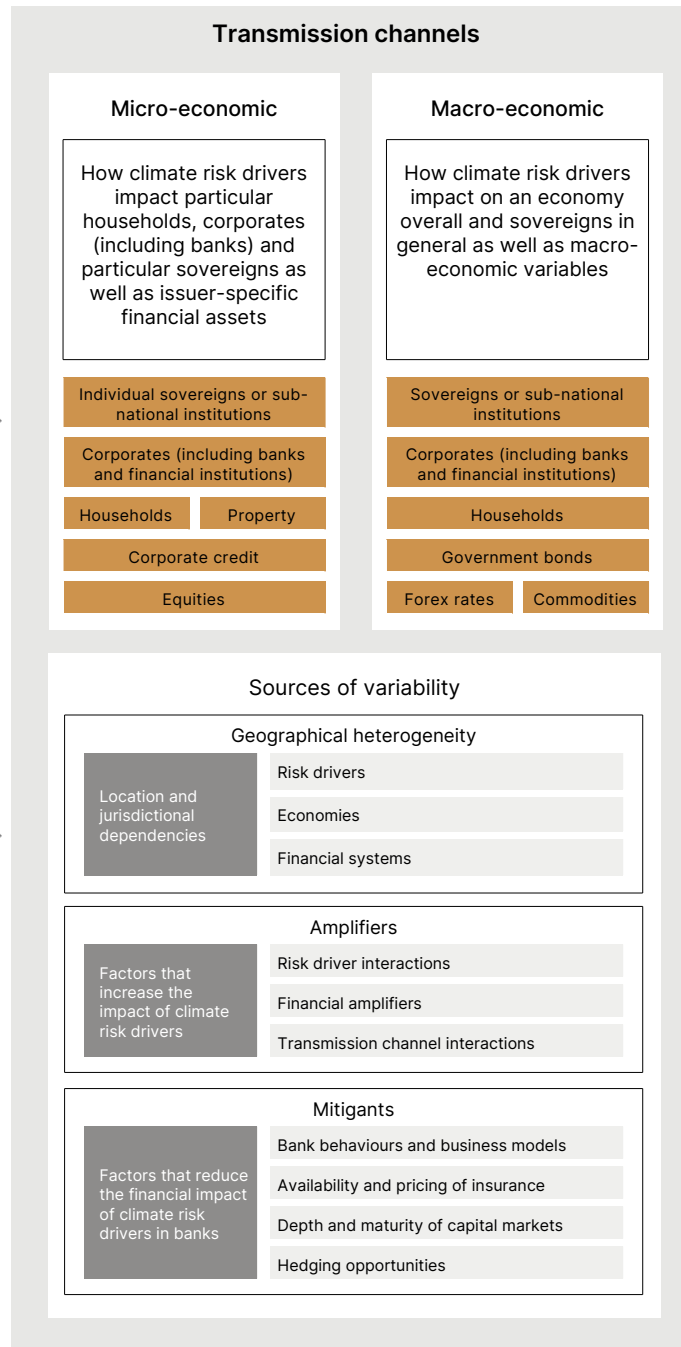 Transmission channels
Micro-economic
How climate risk drivers
impact particular
households, corporates
(including banks) and
particular sovereigns as
well as issuer-specific
financial assets
Individual sovereigns or sub-
national institutions
Corporates (including banks
and financial institutions)
Households
Property
Corporate credit
Equities
Macro-economic
How climate risk drivers
impact on an economy
overall and sovereigns in
general as well as macro-
economic variables
Sovereigns or sub-national
institutions
Corporates (including banks
and financial institutions)
Households
Government bonds
Forex rates
Commodities
Sources of variability
Geographical heterogeneity
Location and
jurisdictional
dependencies
Risk drivers
Economies
Financial systems
Amplifiers
Factors that
increase the
impact of climate
risk drivers
Risk driver interactions
Financial amplifiers
Transmission channel interactions
Mitigants
Factors that reduce
the financial impact
of climate risk
drivers in banks
Bank behaviours and business models
Availability and pricing of insurance
Depth and maturity of capital markets
Hedging opportunities